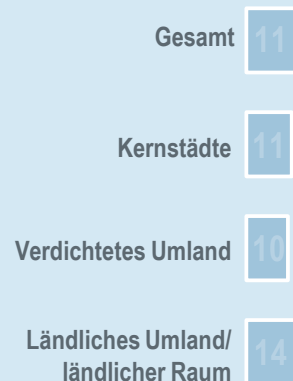 Gesamt 11
Kernstädte 11
Verdichtetes Umland 10
Ländliches Umland/
ländlicher Raum 14